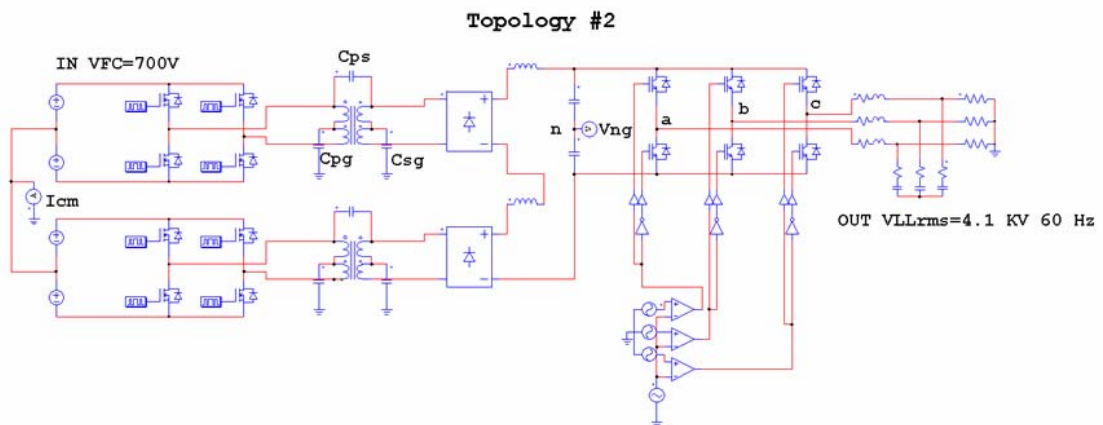 Topology #2
IN VFC=700V
Cps
Cpg
Csg
Icm
n
Vng
a
b
c
OUT VLLrms=4.1 KV 60 Hz